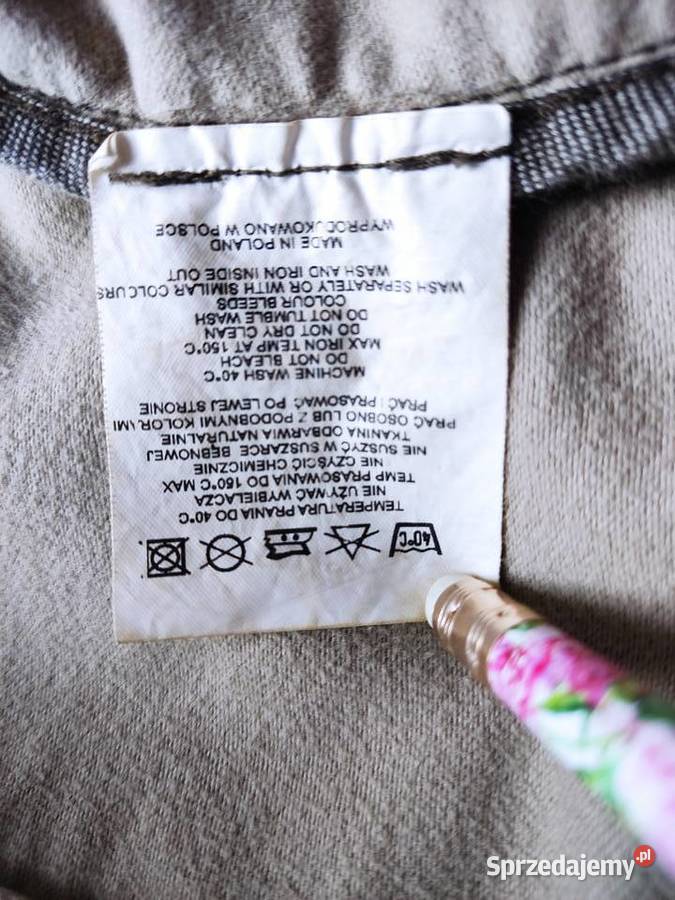 40°C
TEMPERATURA PRANIA DO 40°C
NIE UŻYWAĆ WYBIELACZA
TEMP PRASOWANIA DO 150°C MAX
NIE CZYŚCIĆ CHEMICZNIE
NIE SUSZYĆ W SUSZARCE BĘBNOWEJ
TKANINA ODBARWIA NATURALNIE
PRAĆ OSOBNO LUB Z PODOBNYMI KOLORAMI
PRAĆ I PRASOWAĆ PO LEWEJ STRONIE
MACHINE WASH 40°C
DO NOT BLEACH
MAX IRON TEMP AT 150°C
DO NOT DRY CLEAN
DO NOT TUMBLE WASH
COLOUR BLEEDS
WASH SEPARATELY OR WITH SIMILAR COLOURS
WASH AND IRON INSIDE OUT
MADE IN POLAND
WYPRODUKOWANO W POLSCE
Sprzedajemy.pl